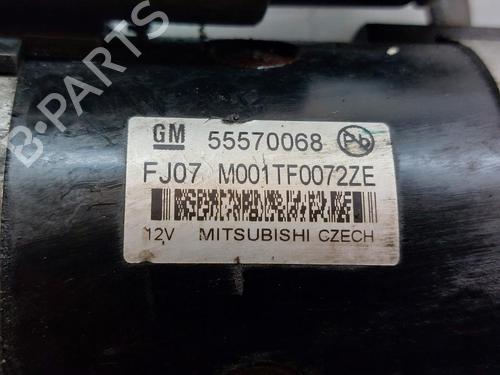 B-PARTS
GM 55570068 Pb
FJ07 M001TF0072ZE
12V MITSUBISHI CZECH